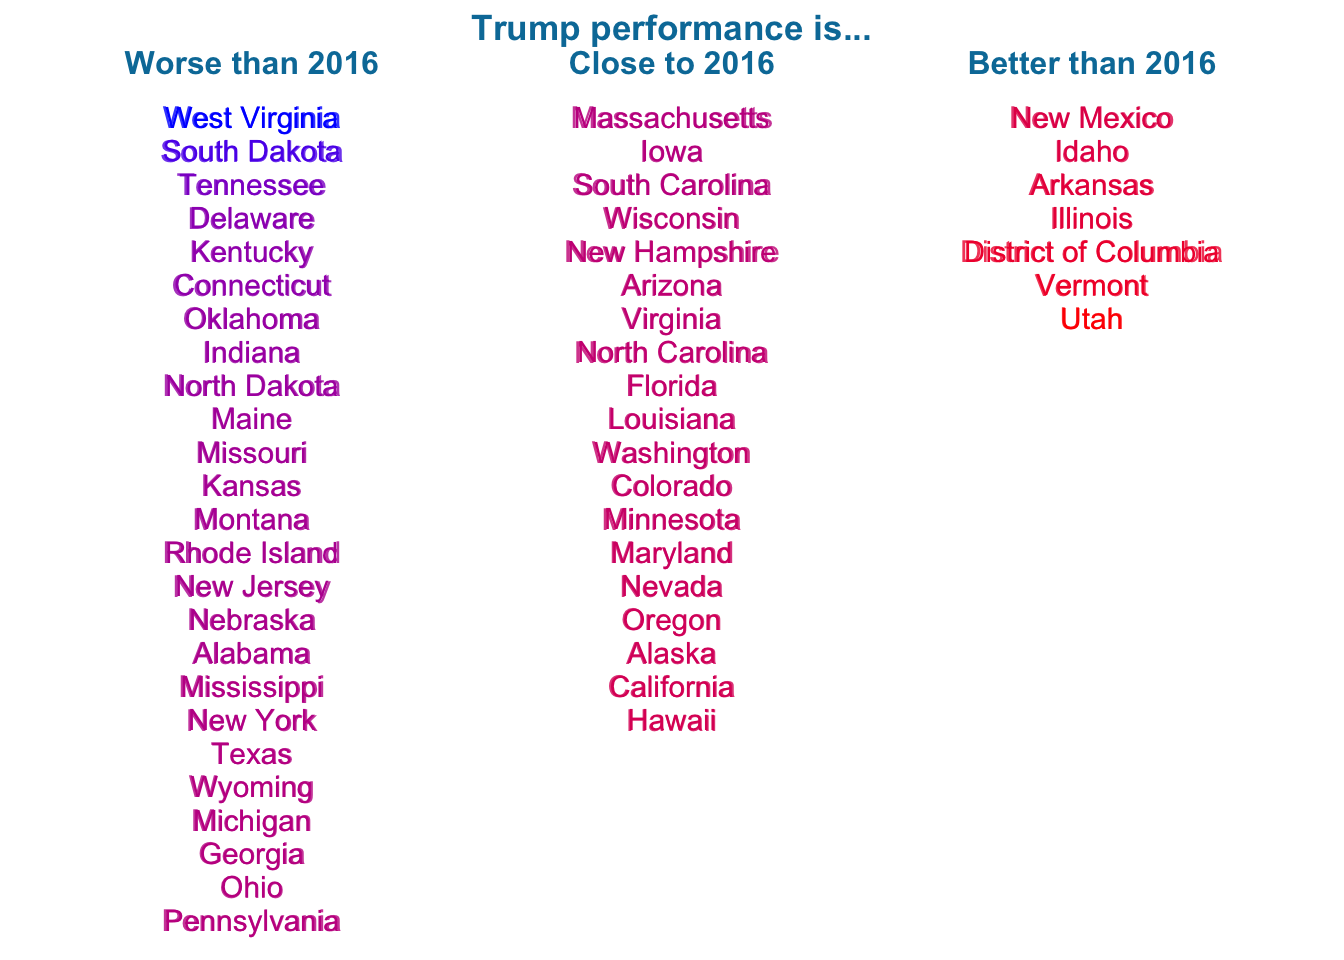 Trump performance is...
Worse than 2016
West Virginia
South Dakota
Tennessee
Delaware
Kentucky
Connecticut
Oklahoma
Indiana
North Dakota
Maine
Missouri
Kansas
Montana
Rhode Island
New Jersey
Nebraska
Alabama
Mississippi
New York
Texas
Wyoming
Michigan
Georgia
Ohio
Pennsylvania
Close to 2016
Massachusetts
Iowa
South Carolina
Wisconsin
New Hampshire
Arizona
Virginia
North Carolina
Florida
Louisiana
Washington
Colorado
Minnesota
Maryland
Nevada
Oregon
Alaska
California
Hawaii
Better than 2016
New Mexico
Idaho
Arkansas
Illinois
District of Columbia
Vermont
Utah